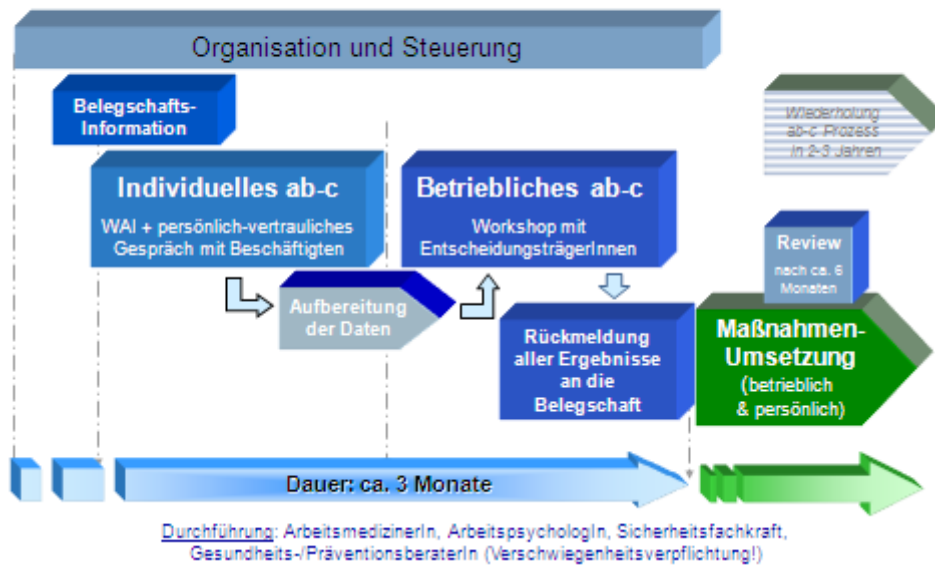 Organisation und Steuerung
Belegschafts-
Information
Wiederholung
ab-c Prozess
in 2-3 Jahren
Individuelles ab-c
WAI + persönlich-vertrauliches
Gespräch mit Beschäftigten
Betriebliches ab-c
Workshop mit
EntscheidungsträgerInnen
Review
nach ca. 6
Monaten
Aufbereitung
der Daten
Rückmeldung
aller Ergebnisse
an die
Belegschaft
Maßnahmen-
Umsetzung
(betrieblich
& persönlich)
Dauer: ca. 3 Monate
Durchführung: ArbeitsmedizinerIn, ArbeitspsychologIn, Sicherheitsfachkraft,
Gesundheits-/PräventionsberaterIn (Verschwiegenheitsverpflichtung!)